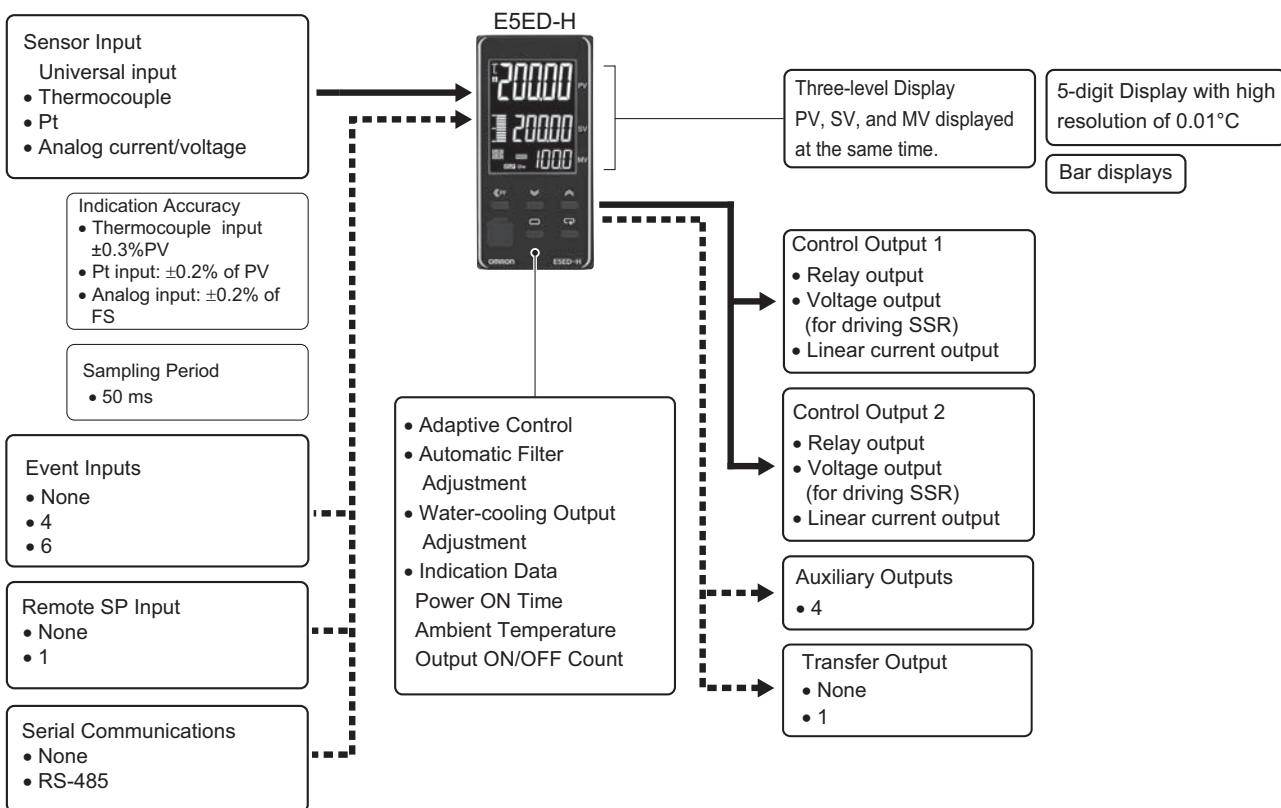 E5ED-H
Sensor Input
Universal input
• Thermocouple
• Pt
• Analog current/voltage
Indication Accuracy
• Thermocouple input
±0.3%PV
• Pt input: ±0.2% of PV
• Analog input: ±0.2% of
FS
Sampling Period
• 50 ms
Event Inputs
• None
• 4
• 6
Remote SP Input
• None
• 1
Serial Communications
• None
• RS-485
200.00
PV
200.00
SV
100.0
MV
PF
OMRON
E5ED-H
• Adaptive Control
• Automatic Filter
Adjustment
• Water-cooling Output
Adjustment
• Indication Data
Power ON Time
Ambient Temperature
Output ON/OFF Count
Three-level Display
PV, SV, and MV displayed
at the same time.
5-digit Display with high
resolution of 0.01°C
Bar displays
Control Output 1
• Relay output
• Voltage output
(for driving SSR)
• Linear current output
Control Output 2
• Relay output
• Voltage output
(for driving SSR)
• Linear current output
Auxiliary Outputs
• 4
Transfer Output
• None
• 1